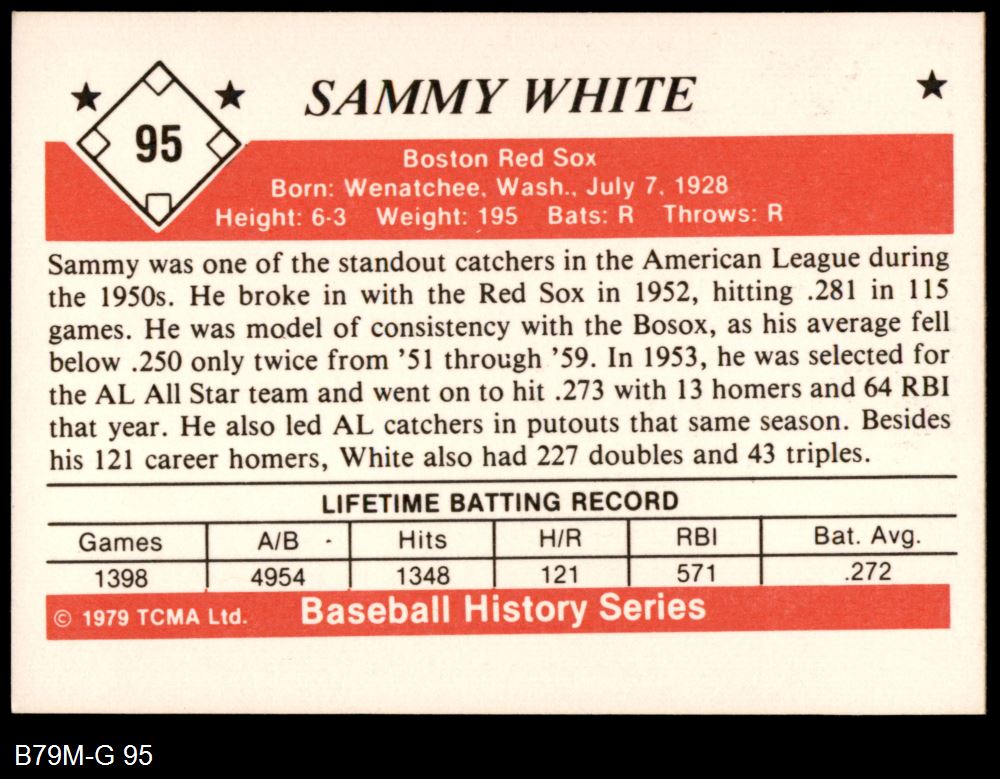 95
SAMMY WHITE
Boston Red Sox
Born: Wenatchee, Wash., July 7, 1928
Height: 6-3 Weight: 195 Bats: R Throws: R
Sammy was one of the standout catchers in the American League during
the 1950s. He broke in with the Red Sox in 1952, hitting .281 in 115
games. He was model of consistency with the Bosox, as his average fell
below .250 only twice from ’51 through ’59. In 1953, he was selected for
the AL All Star team and went on to hit .273 with 13 homers and 64 RBI
that year. He also led AL catchers in putouts that same season. Besides
his 121 career homers, White also had 227 doubles and 43 triples.
LIFETIME BATTING RECORD
Games A/B Hits H/R RBI Bat. Avg.
1398 4954 1348 121 571 .272
© 1979 TCMA Ltd. Baseball History Series
B79M-G 95